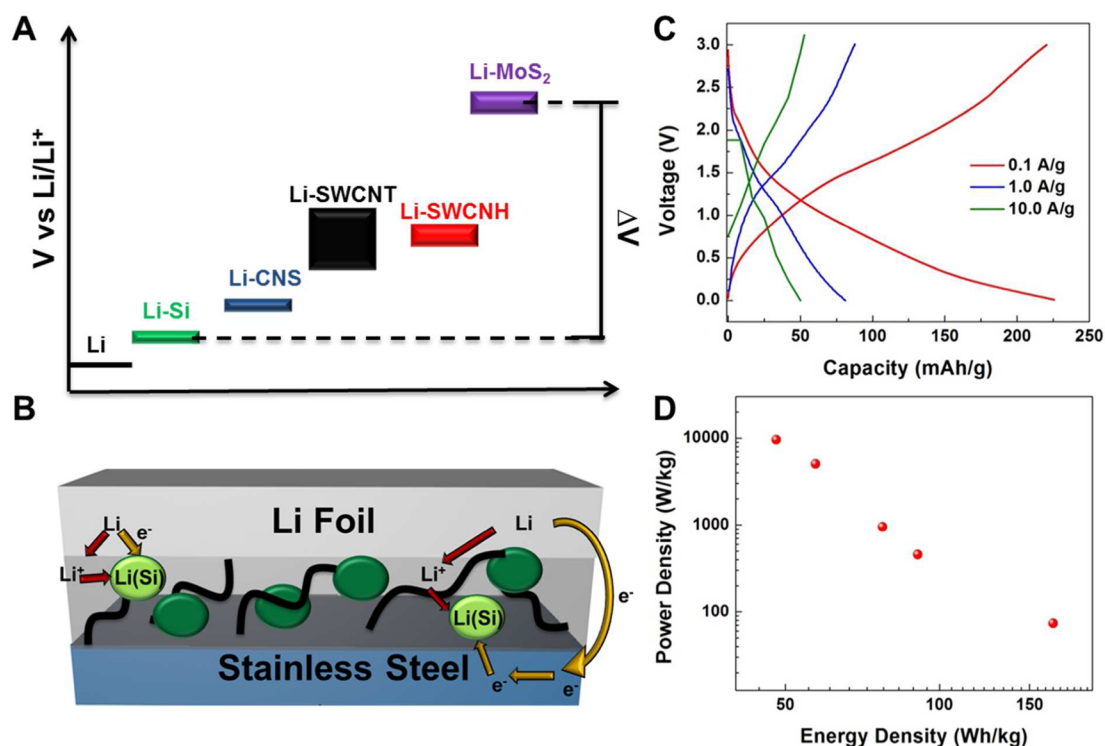 A
V vs Li/Li⁺
Li
Li-Si
Li-CNS
Li-SWCNT
Li-SWCNH
Li-MoS₂
ΔV
B
Li Foil
Li
e⁻
Li⁺
Li(Si)
Li
Li⁺
Li(Si)
e⁻
e⁻
e⁻
Stainless Steel
C
Voltage (V)
3.0
2.5
2.0
1.5
1.0
0.5
0.0
0.1 A/g
1.0 A/g
10.0 A/g
0 50 100 150 200 250
Capacity (mAh/g)
D
Power Density (W/kg)
10000
1000
100
50 100 150
Energy Density (Wh/kg)